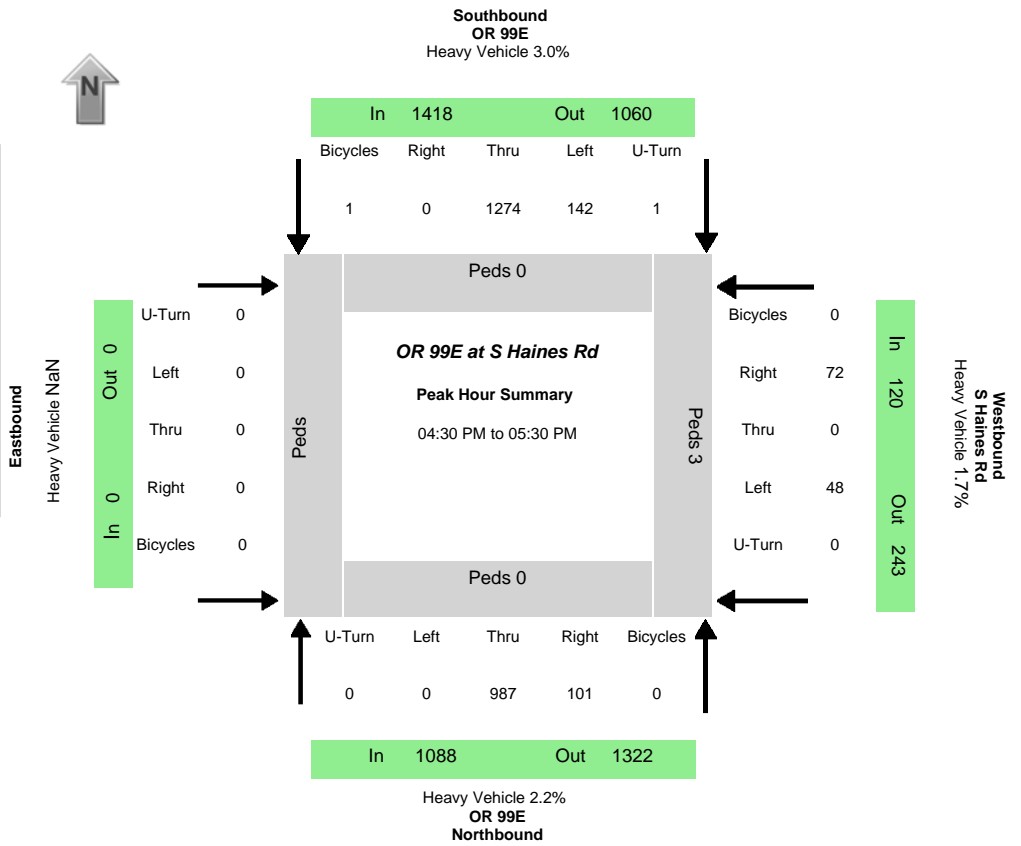 Southbound
OR 99E
Heavy Vehicle 3.0%
N
In 1418 Out 1060
Bicycles Right Thru Left U-Turn
1 0 1274 142 1
Peds 0
Eastbound
Heavy Vehicle NaN
In 0 Out 0
U-Turn 0
Left 0
Thru 0
Right 0
Bicycles 0
Peds
OR 99E at S Haines Rd
Peak Hour Summary
04:30 PM to 05:30 PM
Peds 3
Bicycles 0
Right 72
Thru 0
Left 48
U-Turn 0
In 120 Out 243
Westbound
S Haines Rd
Heavy Vehicle 1.7%
Peds 0
U-Turn Left Thru Right Bicycles
0 0 987 101 0
In 1088 Out 1322
Heavy Vehicle 2.2%
OR 99E
Northbound